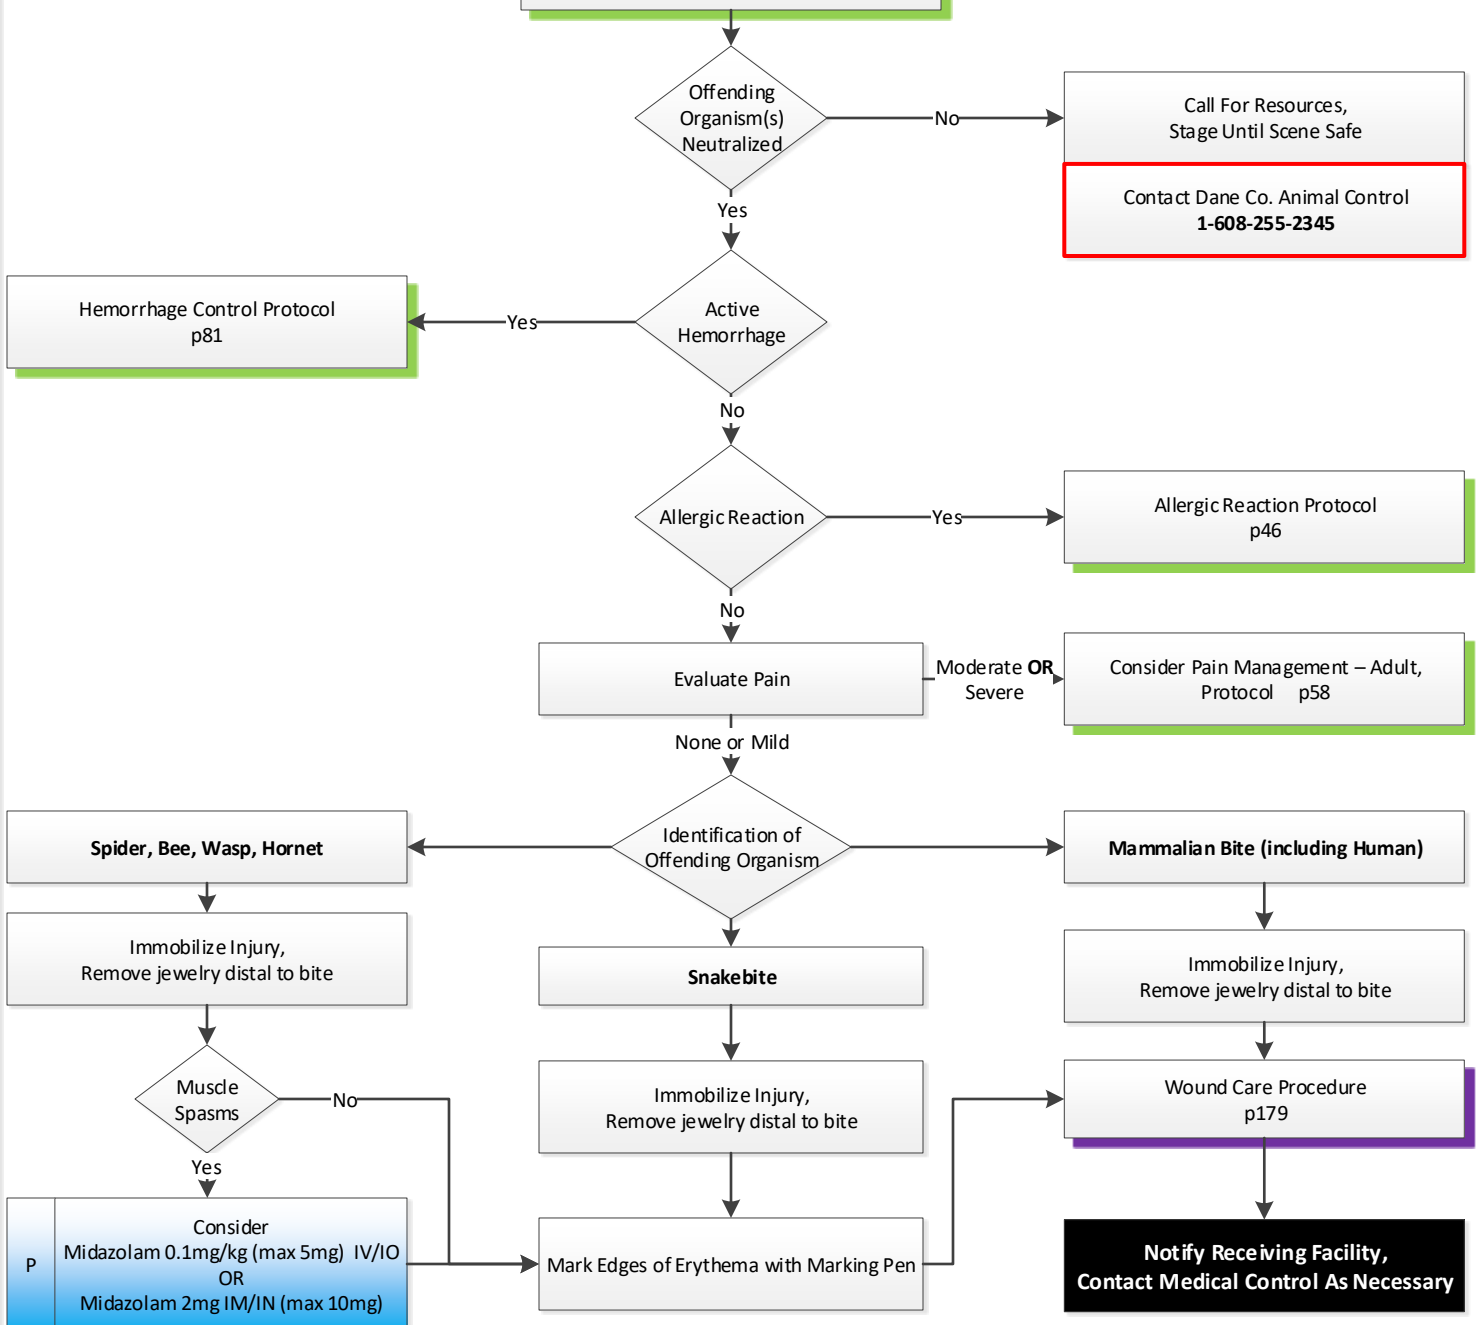 Offending
Organism(s)
Neutralized
No
Call For Resources,
Stage Until Scene Safe
Contact Dane Co. Animal Control
1-608-255-2345
Yes
Hemorrhage Control Protocol
p81
Yes
Active
Hemorrhage
No
Allergic Reaction
Yes
Allergic Reaction Protocol
p46
No
Evaluate Pain
Moderate OR
Severe
Consider Pain Management – Adult,
Protocol p58
None or Mild
Identification of
Offending Organism
Spider, Bee, Wasp, Hornet
Mammalian Bite (including Human)
Immobilize Injury,
Remove jewelry distal to bite
Snakebite
Immobilize Injury,
Remove jewelry distal to bite
Muscle
Spasms
No
Immobilize Injury,
Remove jewelry distal to bite
Wound Care Procedure
p179
Yes
P
Consider
Midazolam 0.1mg/kg (max 5mg) IV/IO
OR
Midazolam 2mg IM/IN (max 10mg)
Mark Edges of Erythema with Marking Pen
Notify Receiving Facility,
Contact Medical Control As Necessary